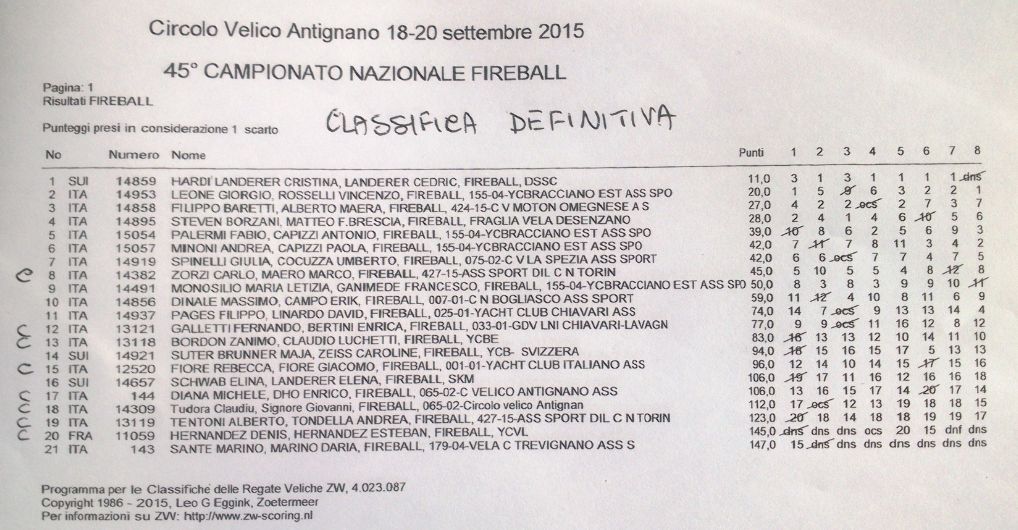 Circolo Velico Antignano 18-20 settembre 2015
45° CAMPIONATO NAZIONALE FIREBALL
Pagina: 1
Risultati FIREBALL
CLASSIFICA DEFINITIVA
Punteggi presi in considerazione 1 scarto
No Numero Nome Punti 1 2 3 4 5 6 7 8
1 SUI 14859 HARDI LANDERER CRISTINA, LANDERER CEDRIC, FIREBALL, DSSC 11,0 3 1 3 1 1 1 1 dns
2 ITA 14953 LEONE GIORGIO, ROSSELLI VINCENZO, FIREBALL, 155-04-YCBRACCIANO EST ASS SPO 20,0 1 5 9 6 3 2 2 1
3 ITA 14858 FILIPPO BARETTI, ALBERTO MAERA, FIREBALL, 424-15-C V MOTON OMEGNESE A S 27,0 4 2 2 ocs 2 7 3 7
4 ITA 14895 STEVEN BORZANI, MATTEO F.BRESCIA, FIREBALL, FRAGLIA VELA DESENZANO 28,0 2 4 1 4 6 10 5 6
5 ITA 15054 PALERMI FABIO, CAPIZZI ANTONIO, FIREBALL, 155-04-YCBRACCIANO EST ASS SPO 39,0 10 8 6 2 5 6 9 3
6 ITA 15057 MINONI ANDREA, CAPIZZI PAOLA, FIREBALL, 155-04-YCBRACCIANO EST ASS SPO 42,0 7 11 7 8 11 3 4 2
7 ITA 14919 SPINELLI GIULIA, COCUZZA UMBERTO, FIREBALL, 075-02-C V LA SPEZIA ASS SPORT 42,0 6 6 ocs 7 7 4 7 5
8 ITA 14382 ZORZI CARLO, MAERO MARCO, FIREBALL, 427-15-ASS SPORT DIL C N TORIN 45,0 5 10 5 5 4 8 12 8
9 ITA 14491 MONOSILIO MARIA LETIZIA, GANIMEDE FRANCESCO, FIREBALL, 155-04-YCBRACCIANO EST ASS SPO 50,0 8 3 8 3 9 9 10 11
10 ITA 14856 DINALE MASSIMO, CAMPO ERIK, FIREBALL, 007-01-C N BOGLIASCO ASS SPORT 59,0 11 12 4 10 8 11 6 9
11 ITA 14937 PAGES FILIPPO, LINARDO DAVID, FIREBALL, 025-01-YACHT CLUB CHIAVARI ASS 74,0 14 7 ocs 9 13 13 14 4
12 ITA 13121 GALLETTI FERNANDO, BERTINI ENRICA, FIREBALL, 033-01-GDV LNI CHIAVARI-LAVAGN 77,0 9 9 ocs 11 16 12 8 12
13 ITA 13118 BORDON ZANIMO, CLAUDIO LUCHETTI, FIREBALL, YCBE 83,0 16 13 13 12 10 14 11 10
14 SUI 14921 SUTER BRUNNER MAJA, ZEISS CAROLINE, FIREBALL, YCB- SVIZZERA 94,0 18 15 16 15 17 5 13 13
15 ITA 12520 FIORE REBECCA, FIORE GIACOMO, FIREBALL, 001-01-YACHT CLUB ITALIANO ASS 96,0 12 14 10 14 15 17 15 16
16 SUI 14657 SCHWAB ELINA, LANDERER ELENA, FIREBALL, SKM 106,0 19 17 11 16 12 16 16 18
17 ITA 144 DIANA MICHELE, DHO ENRICO, FIREBALL, 065-02-C VELICO ANTIGNANO ASS 106,0 13 16 15 17 14 20 17 14
18 ITA 14309 Tudora Claudiu, Signore Giovanni, FIREBALL, 065-02-Circolo velico Antignan 112,0 17 ocs 12 13 19 18 18 15
19 ITA 13119 TENTONI ALBERTO, TONDELLA ANDREA, FIREBALL, 427-15-ASS SPORT DIL C N TORIN 123,0 20 18 14 18 18 19 19 17
20 FRA 11059 HERNANDEZ DENIS, HERNANDEZ ESTEBAN, FIREBALL, YCVL 145,0 dns dns dns ocs 20 15 dnf dns
21 ITA 143 SANTE MARINO, MARINO DARIA, FIREBALL, 179-04-VELA C TREVIGNANO ASS S 147,0 15 dns dns dns dns dns dns dns
Programma per le Classifiche delle Regate Veliche ZW, 4.023.087
Copyright 1986 - 2015, Leo G Eggink, Zoetermeer
Per informazioni su ZW: http://www.zw-scoring.nl